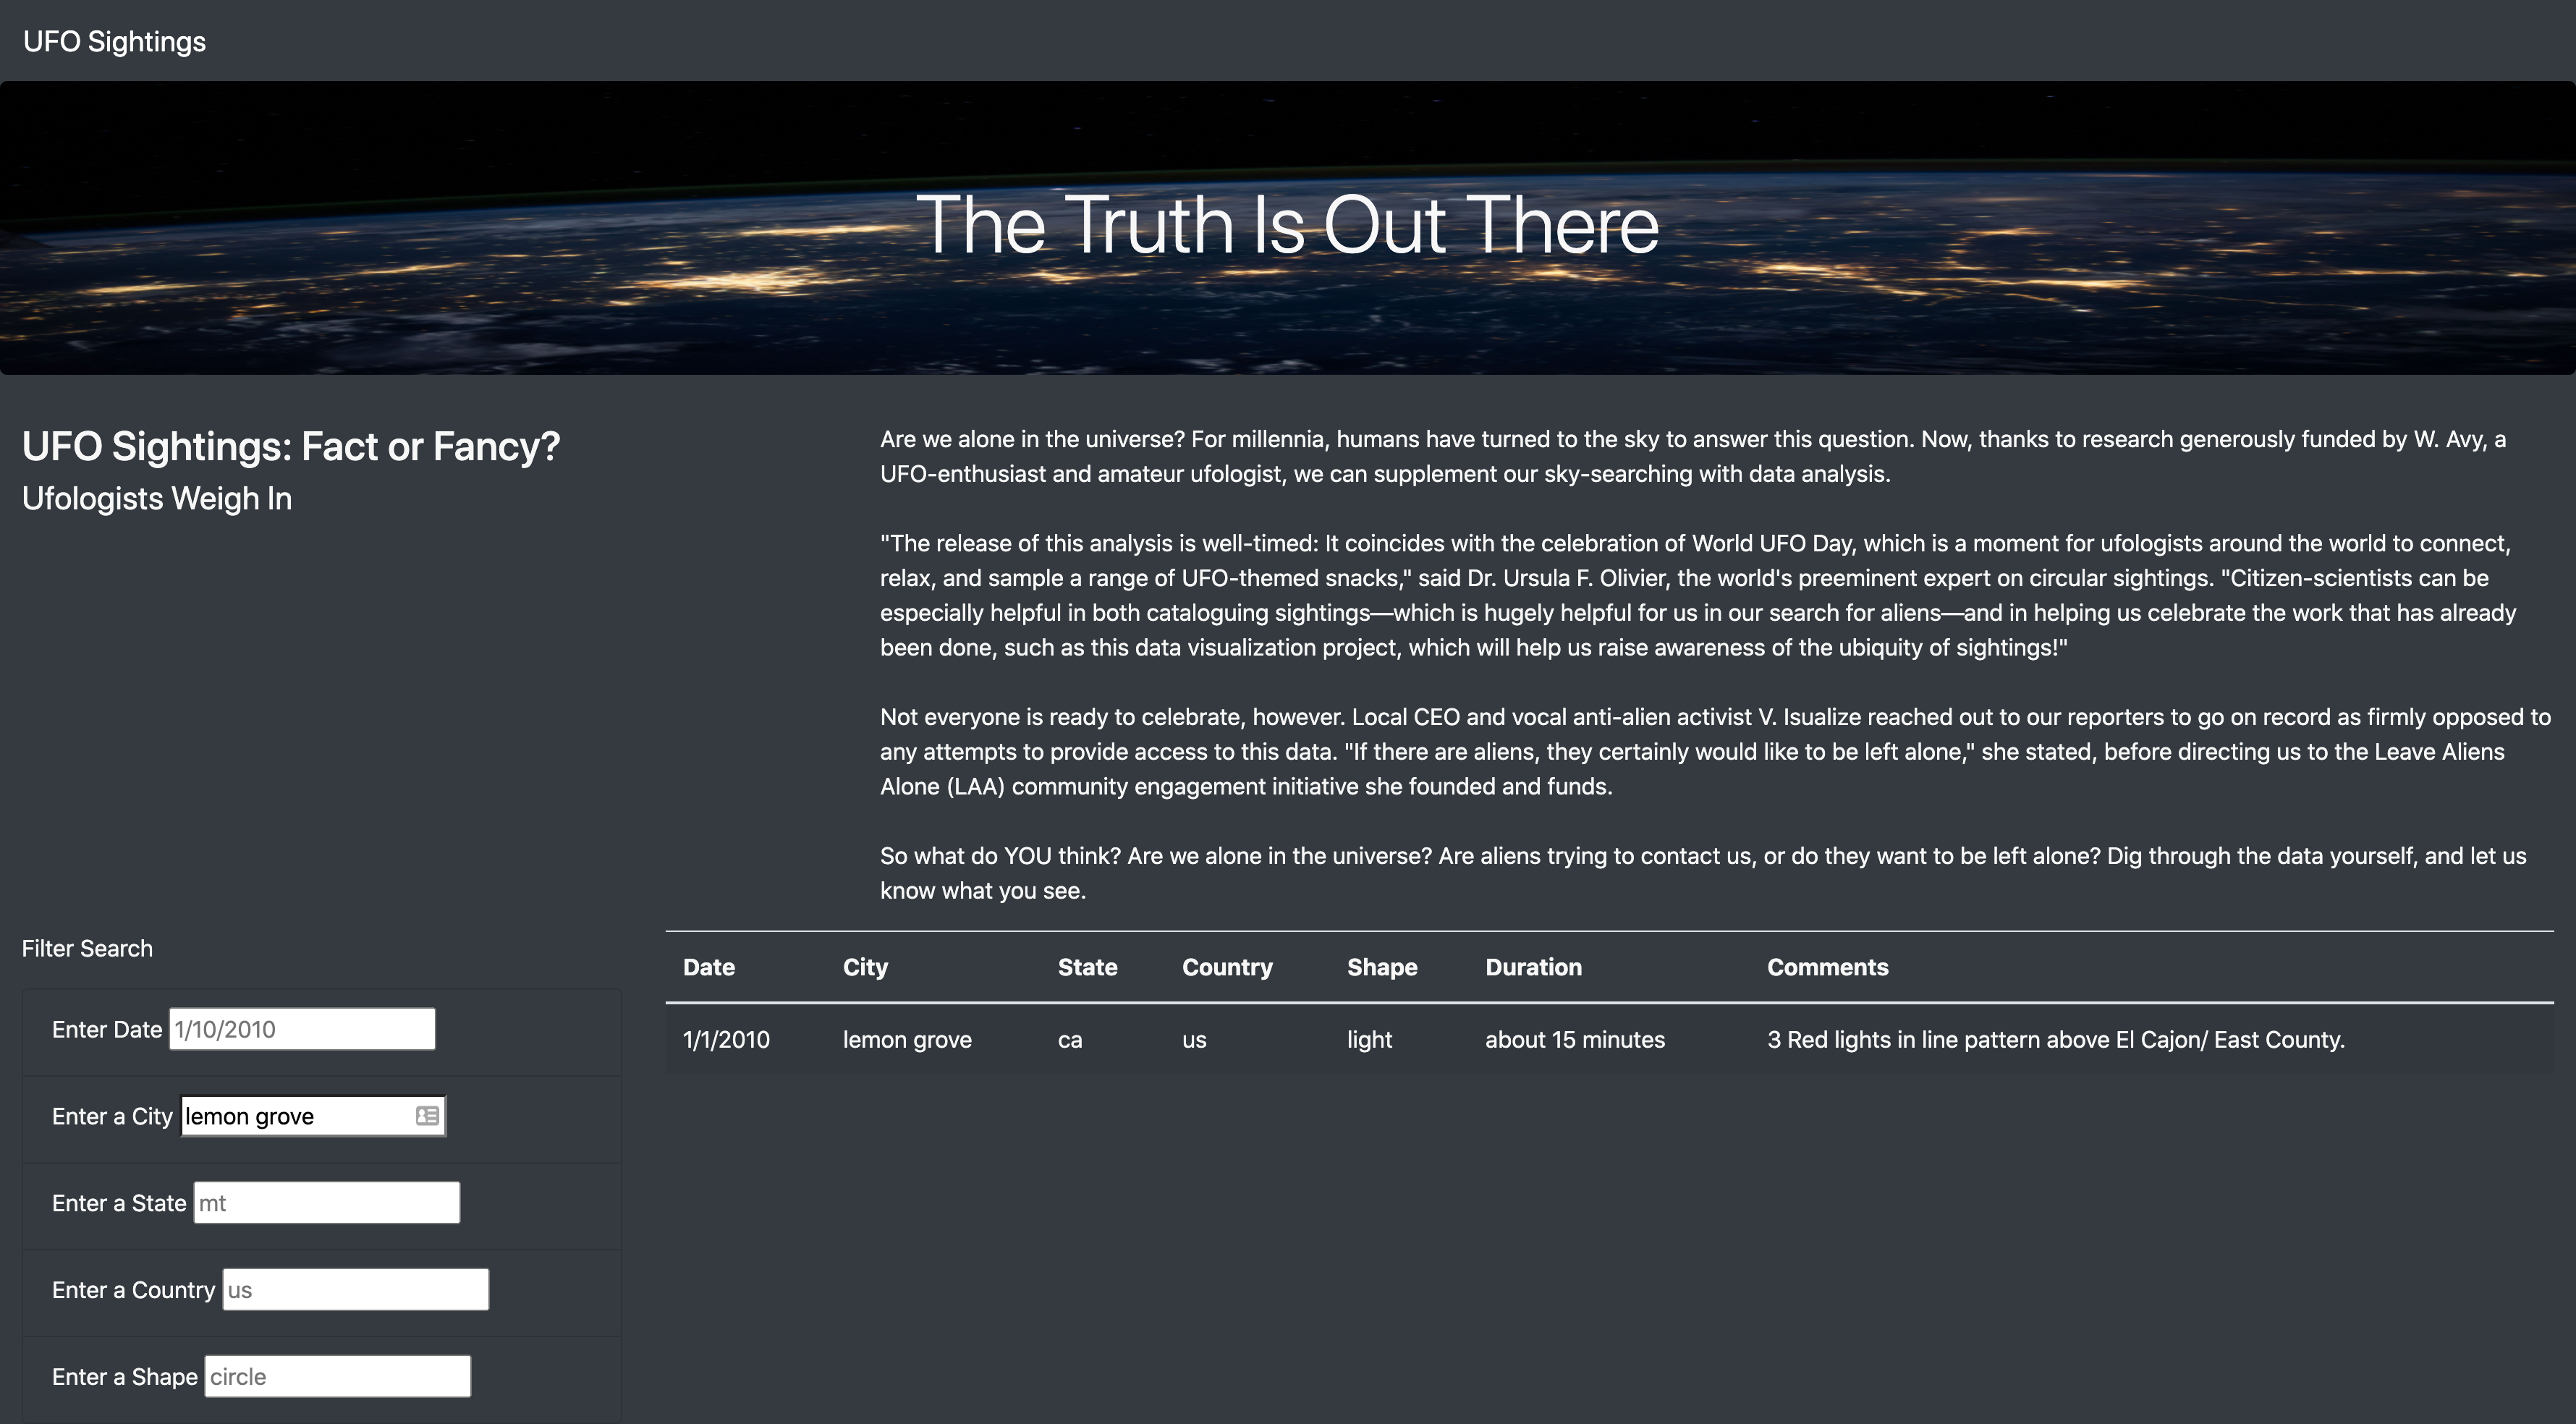 UFO Sightings
The Truth Is Out There
UFO Sightings: Fact or Fancy?
Ufologists Weigh In
Are we alone in the universe? For millennia, humans have turned to the sky to answer this question. Now, thanks to research generously funded by W. Avy, a
UFO-enthusiast and amateur ufologist, we can supplement our sky-searching with data analysis.
"The release of this analysis is well-timed: It coincides with the celebration of World UFO Day, which is a moment for ufologists around the world to connect,
relax, and sample a range of UFO-themed snacks," said Dr. Ursula F. Olivier, the world's preeminent expert on circular sightings. "Citizen-scientists can be
especially helpful in both cataloguing sightings—which is hugely helpful for us in our search for aliens—and in helping us celebrate the work that has already
been done, such as this data visualization project, which will help us raise awareness of the ubiquity of sightings!"
Not everyone is ready to celebrate, however. Local CEO and vocal anti-alien activist V. Isualize reached out to our reporters to go on record as firmly opposed to
any attempts to provide access to this data. "If there are aliens, they certainly would like to be left alone," she stated, before directing us to the Leave Aliens
Alone (LAA) community engagement initiative she founded and funds.
So what do YOU think? Are we alone in the universe? Are aliens trying to contact us, or do they want to be left alone? Dig through the data yourself, and let us
know what you see.
Filter Search
Enter Date 1/10/2010
Enter a City lemon grove
Enter a State mt
Enter a Country us
Enter a Shape circle
Date City State Country Shape Duration Comments
1/1/2010 lemon grove ca us light about 15 minutes 3 Red lights in line pattern above El Cajon/ East County.